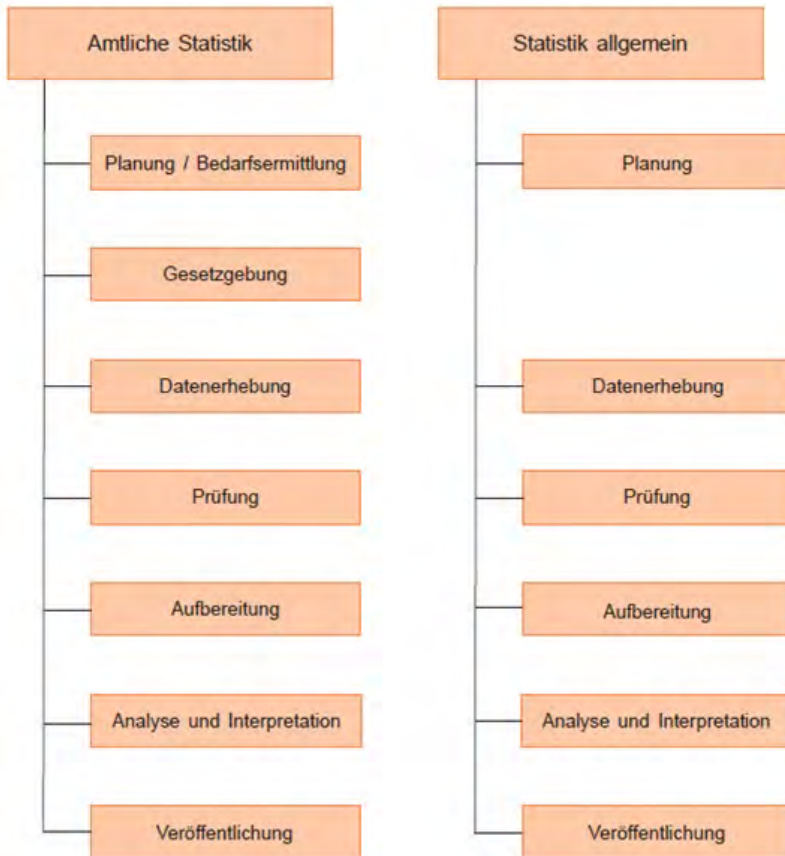 Amtliche Statistik
Planung / Bedarfsermittlung
Gesetzgebung
Datenerhebung
Prüfung
Aufbereitung
Analyse und Interpretation
Veröffentlichung
Statistik allgemein
Planung
Datenerhebung
Prüfung
Aufbereitung
Analyse und Interpretation
Veröffentlichung